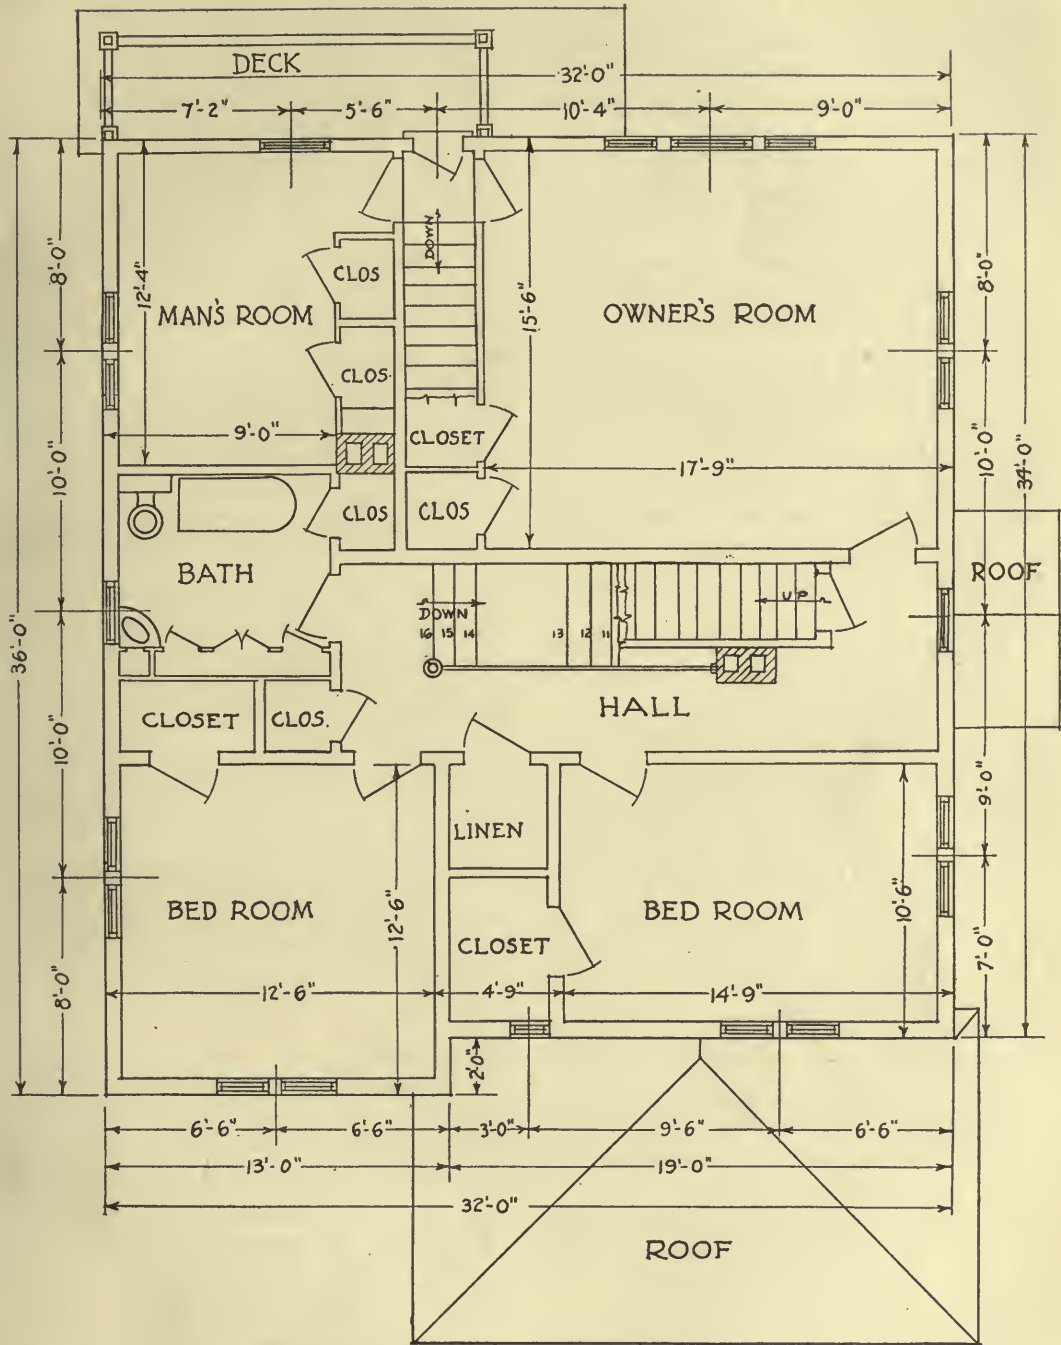 DECK
32'-0"
7'-2" 5'-6" 10'-4" 9'-0"
8'-0"
12'-4"
DOWN
CLOS
15'-6"
8'-0"
MAN'S ROOM
OWNER'S ROOM
CLOS.
10'-0"
9'-0"
CLOSET
17'-9"
10'-0"
34'-0"
CLOS
CLOS
BATH
ROOF
DOWN
UP
16 15 14 13 12 11
36'-0"
10'-0"
CLOSET
CLOS.
HALL
9'-0"
LINEN
BED ROOM
12'-6"
BED ROOM
10'-6"
CLOSET
7'-0"
8'-0"
12'-6" 4'-9" 14'-9"
2'-0"
6'-6" 6'-6" 3'-0" 9'-6" 6'-6"
13'-0" 19'-0"
32'-0"
ROOF